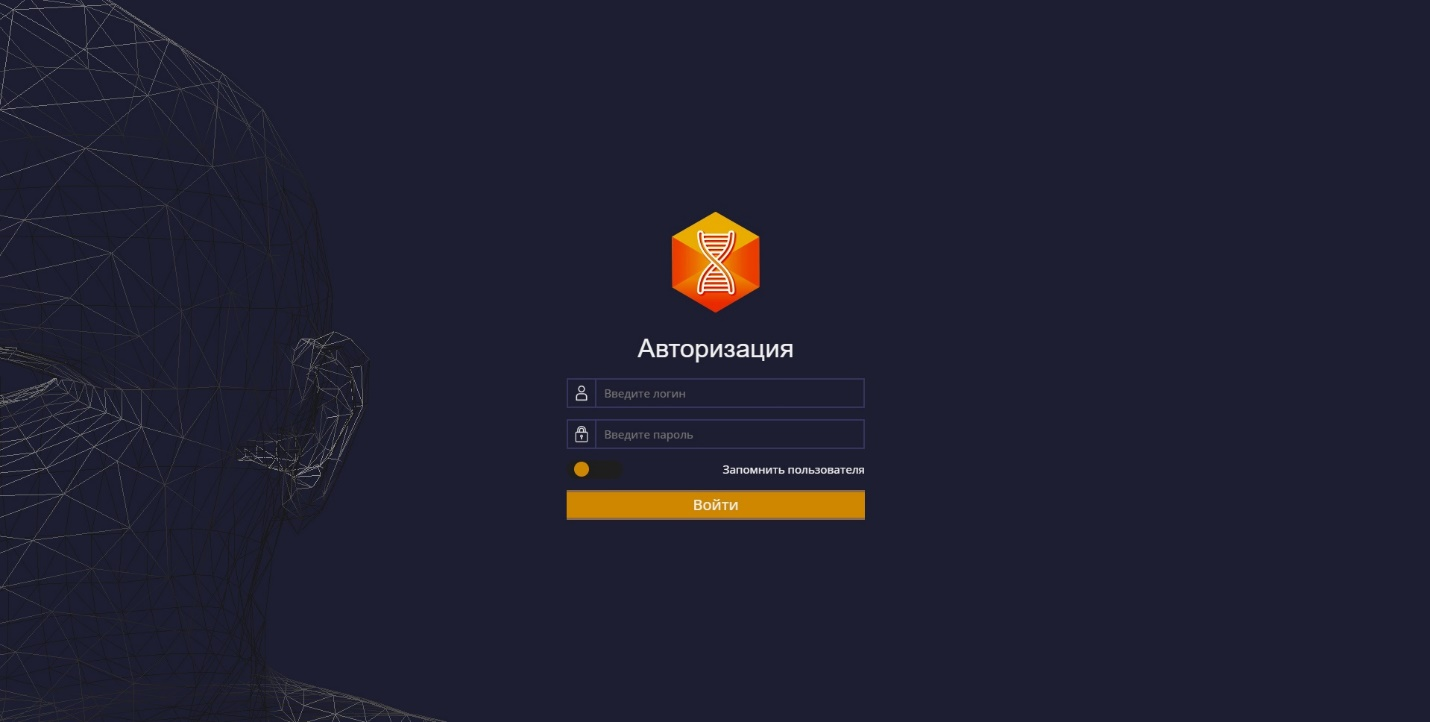 Авторизация
Введите логин
Введите пароль
Запомнить пользователя
Войти